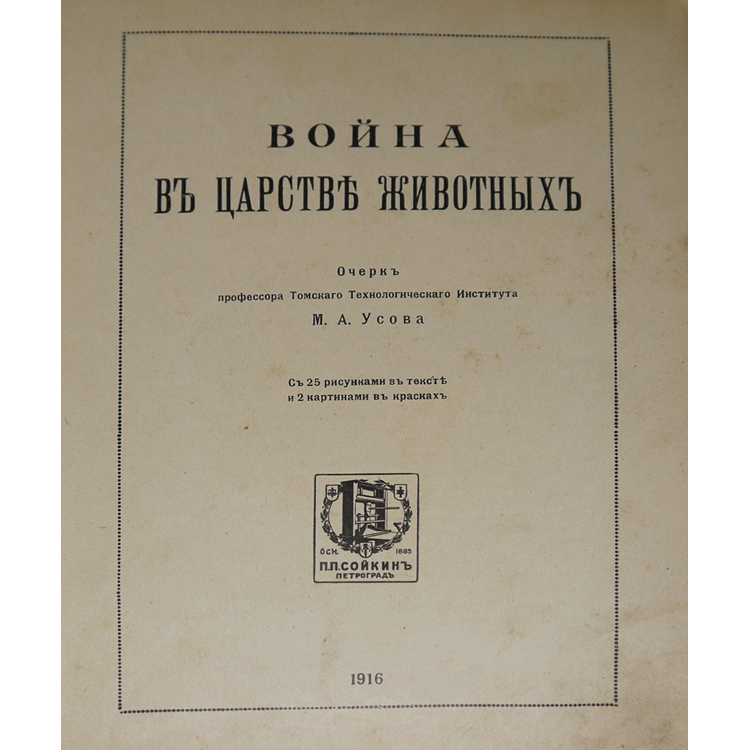 ВОЙНА
ВЪ ЦАРСТВѢ ЖИВОТНЫХЪ
Очеркъ
профессора Томскаго Технологическаго Института
М. А. Усова
Съ 25 рисунками въ текстѣ
и 2 картинами въ краскахъ
ОСН. 1885
П.П.СОЙКИНЪ
ПЕТРОГРАДЪ
1916